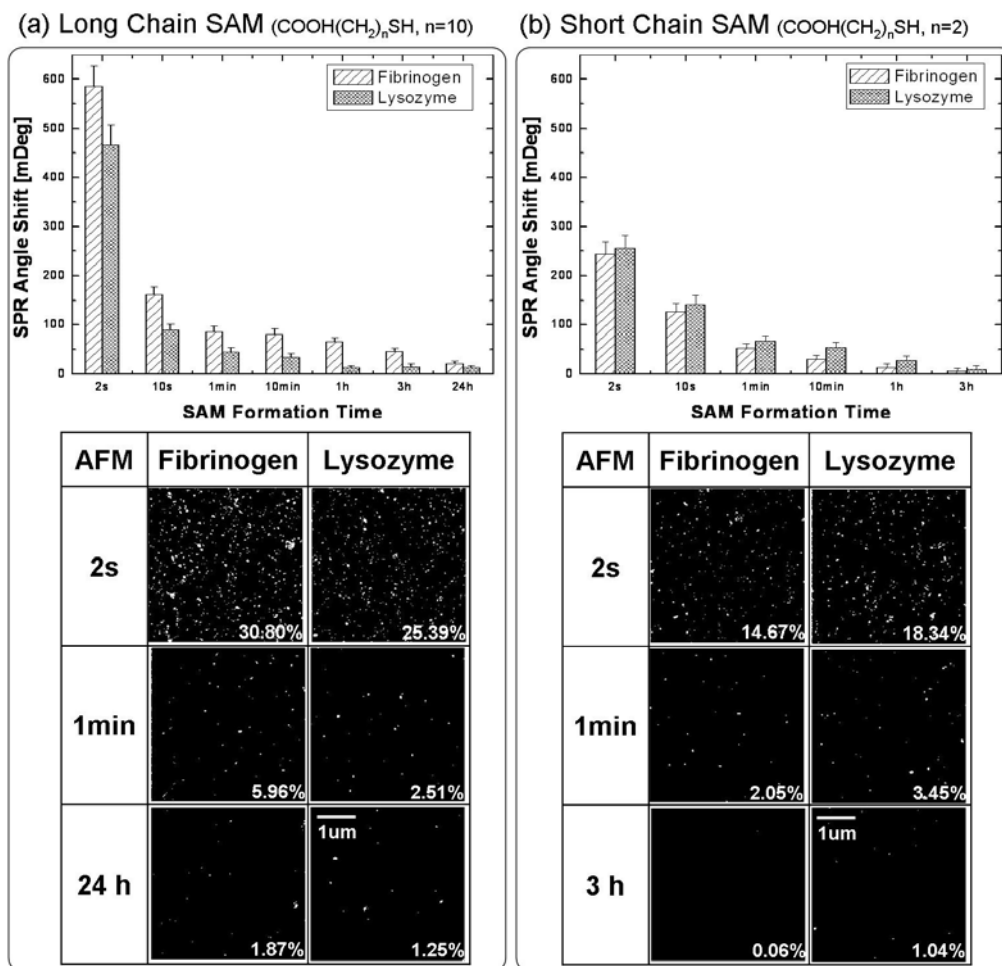 (a) Long Chain SAM (COOH(CH₂)ₙSH, n=10)
Fibrinogen
Lysozyme
SPR Angle Shift [mDeg]
600
500
400
300
200
100
0
2s 10s 1min 10min 1h 3h 24h
SAM Formation Time
AFM Fibrinogen Lysozyme
2s
30.80% 25.39%
1min
5.96% 2.51%
1um
24 h
1.87% 1.25%
(b) Short Chain SAM (COOH(CH₂)ₙSH, n=2)
Fibrinogen
Lysozyme
SPR Angle Shift [mDeg]
600
500
400
300
200
100
0
2s 10s 1min 10min 1h 3h
SAM Formation Time
AFM Fibrinogen Lysozyme
2s
14.67% 18.34%
1min
2.05% 3.45%
1um
3 h
0.06% 1.04%